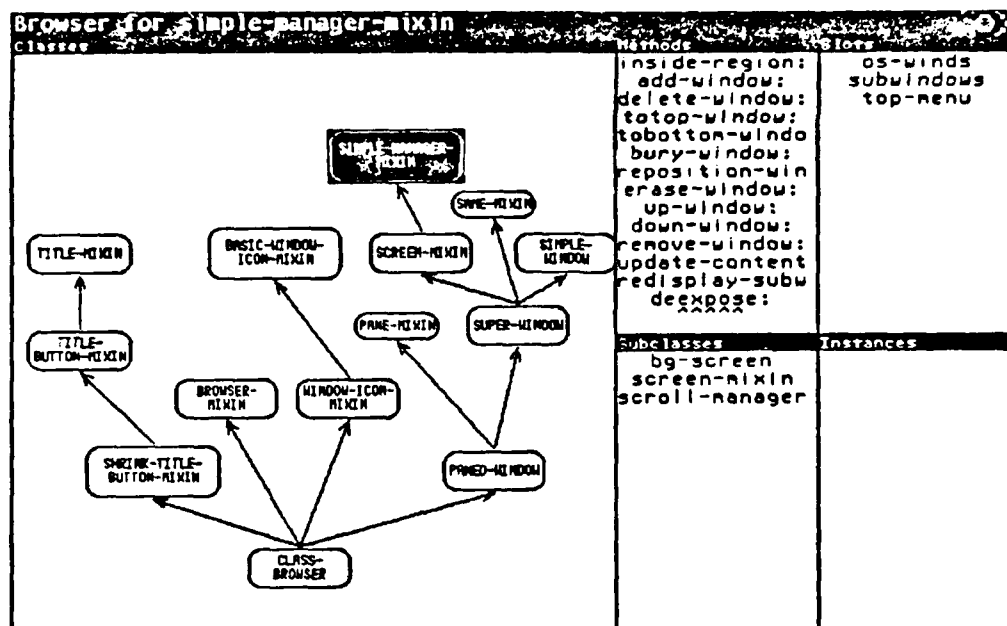 Browser for simple-manager-mixin
Classes
Methods
Slots
inside-region:
add-window:
delete-window:
totop-window:
tobottom-windo
bury-window:
reposition-win
erase-window:
up-window:
down-window:
remove-window:
update-content
redisplay-subw
deexpose:
^^^^^
os-winds
subwindows
top-menu
SIMPLE-MANAGER-
MIXIN
SAME-MIXIN
TITLE-MIXIN
BASIC-WINDOW-
ICON-MIXIN
SCREEN-MIXIN
SIMPLE-
WINDOW
PANE-MIXIN
SUPER-WINDOW
TITLE-
BUTTON-MIXIN
BROWSER-
MIXIN
WINDOW-ICON-
MIXIN
SHRINK-TITLE-
BUTTON-MIXIN
PANED-WINDOW
CLASS-
BROWSER
Subclasses
bg-screen
screen-mixin
scroll-manager
Instances